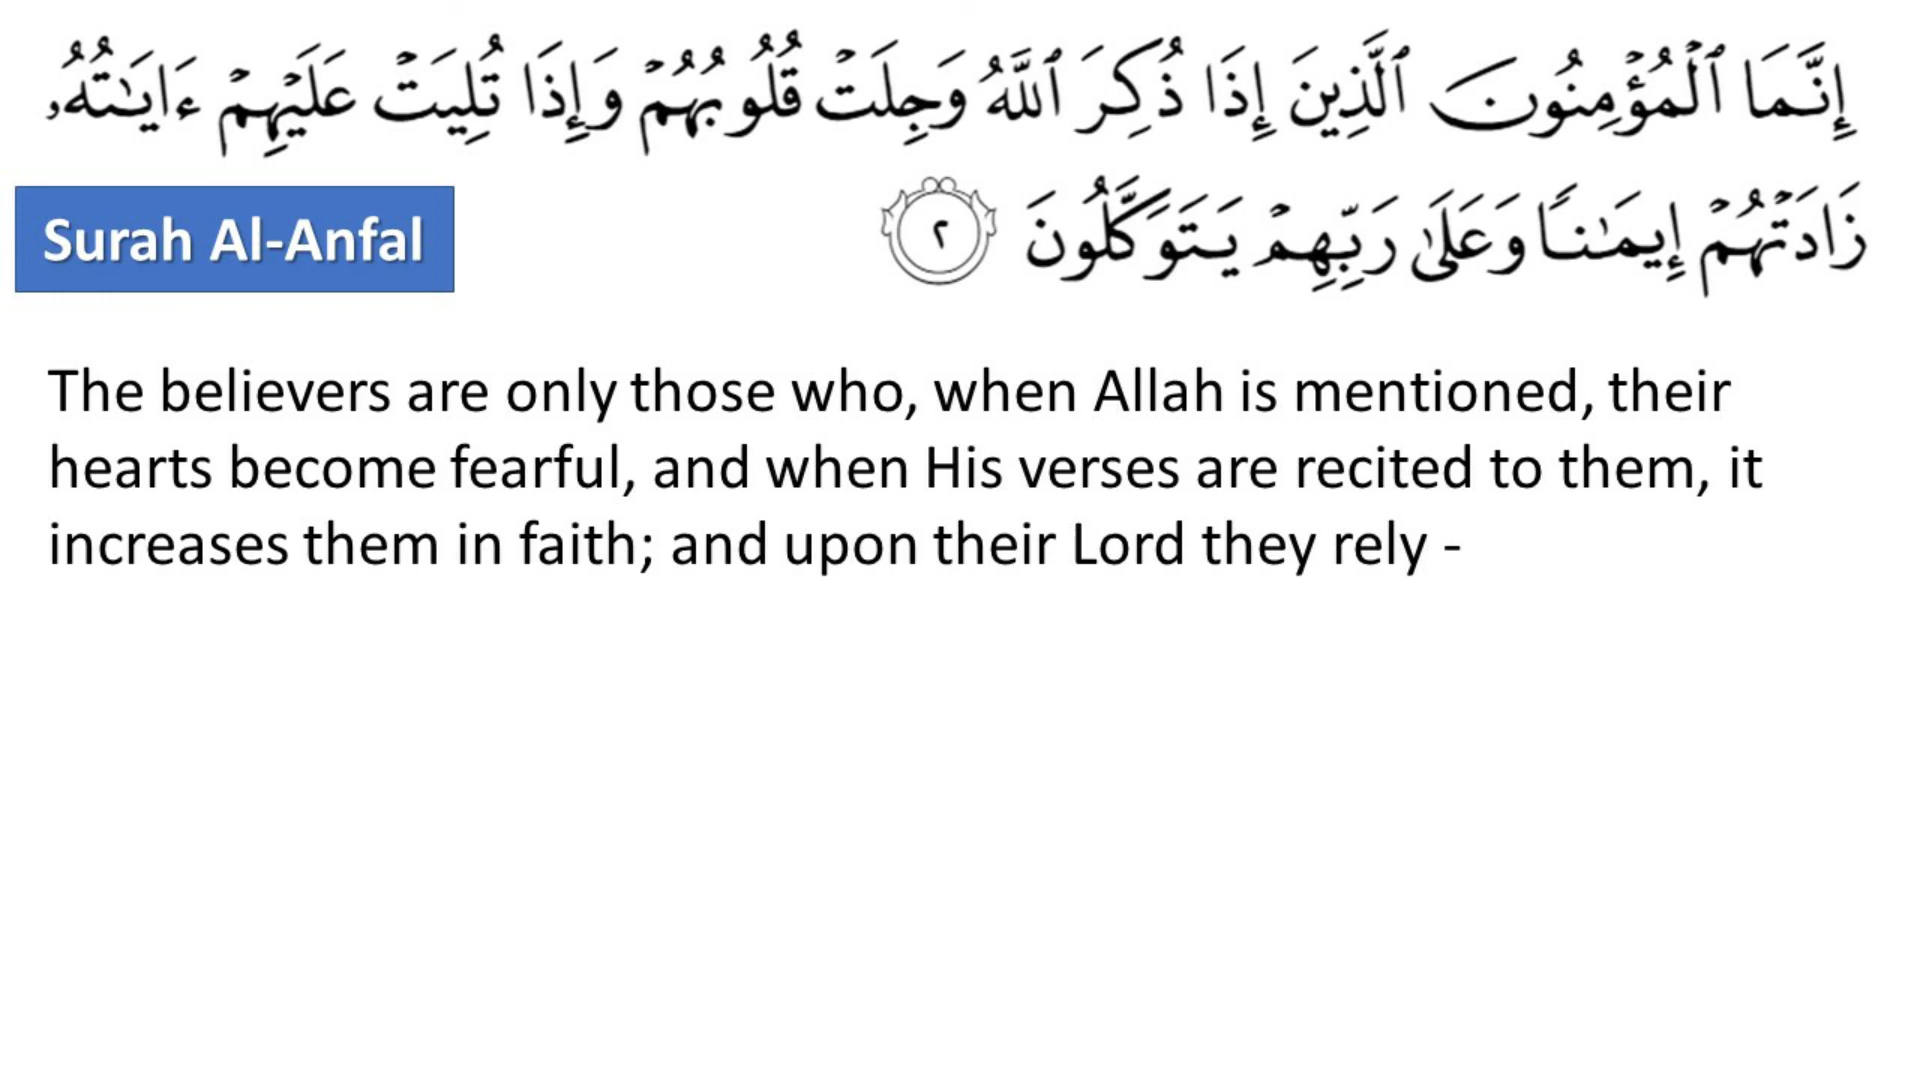 إِنَّمَا ٱلْمُؤْمِنُونَ ٱلَّذِينَ إِذَا ذُكِرَ ٱللَّهُ وَجِلَتْ قُلُوبُهُمْ وَإِذَا تُلِيَتْ عَلَيْهِمْ ءَايَـٰتُهُۥ
زَادَتْهُمْ إِيمَـٰنًا وَعَلَىٰ رَبِّهِمْ يَتَوَكَّلُونَ ٢
Surah Al-Anfal
The believers are only those who, when Allah is mentioned, their
hearts become fearful, and when His verses are recited to them, it
increases them in faith; and upon their Lord they rely -